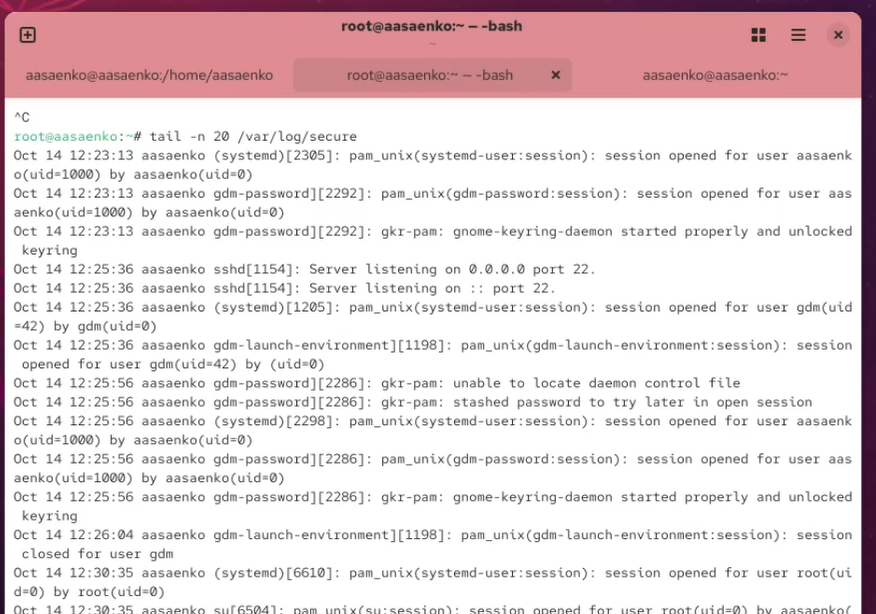 root@aasaenko:~ — -bash
~
aasaenko@aasaenko:/home/aasaenko
root@aasaenko:~ — -bash
aasaenko@aasaenko:~
^C
root@aasaenko:~# tail -n 20 /var/log/secure
Oct 14 12:23:13 aasaenko (systemd)[2305]: pam_unix(systemd-user:session): session opened for user aasaenk
o(uid=1000) by aasaenko(uid=0)
Oct 14 12:23:13 aasaenko gdm-password][2292]: pam_unix(gdm-password:session): session opened for user aas
aenko(uid=1000) by aasaenko(uid=0)
Oct 14 12:23:13 aasaenko gdm-password][2292]: gkr-pam: gnome-keyring-daemon started properly and unlocked
 keyring
Oct 14 12:25:36 aasaenko sshd[1154]: Server listening on 0.0.0.0 port 22.
Oct 14 12:25:36 aasaenko sshd[1154]: Server listening on :: port 22.
Oct 14 12:25:36 aasaenko (systemd)[1205]: pam_unix(systemd-user:session): session opened for user gdm(uid
=42) by gdm(uid=0)
Oct 14 12:25:36 aasaenko gdm-launch-environment][1198]: pam_unix(gdm-launch-environment:session): session
 opened for user gdm(uid=42) by (uid=0)
Oct 14 12:25:56 aasaenko gdm-password][2286]: gkr-pam: unable to locate daemon control file
Oct 14 12:25:56 aasaenko gdm-password][2286]: gkr-pam: stashed password to try later in open session
Oct 14 12:25:56 aasaenko (systemd)[2298]: pam_unix(systemd-user:session): session opened for user aasaenk
o(uid=1000) by aasaenko(uid=0)
Oct 14 12:25:56 aasaenko gdm-password][2286]: pam_unix(gdm-password:session): session opened for user aas
aenko(uid=1000) by aasaenko(uid=0)
Oct 14 12:25:56 aasaenko gdm-password][2286]: gkr-pam: gnome-keyring-daemon started properly and unlocked
 keyring
Oct 14 12:26:04 aasaenko gdm-launch-environment][1198]: pam_unix(gdm-launch-environment:session): session
 closed for user gdm
Oct 14 12:30:35 aasaenko (systemd)[6610]: pam_unix(systemd-user:session): session opened for user root(ui
d=0) by root(uid=0)
Oct 14 12:30:35 aasaenko su[6504]: pam_unix(su:session): session opened for user root(uid=0) by aasaenko(